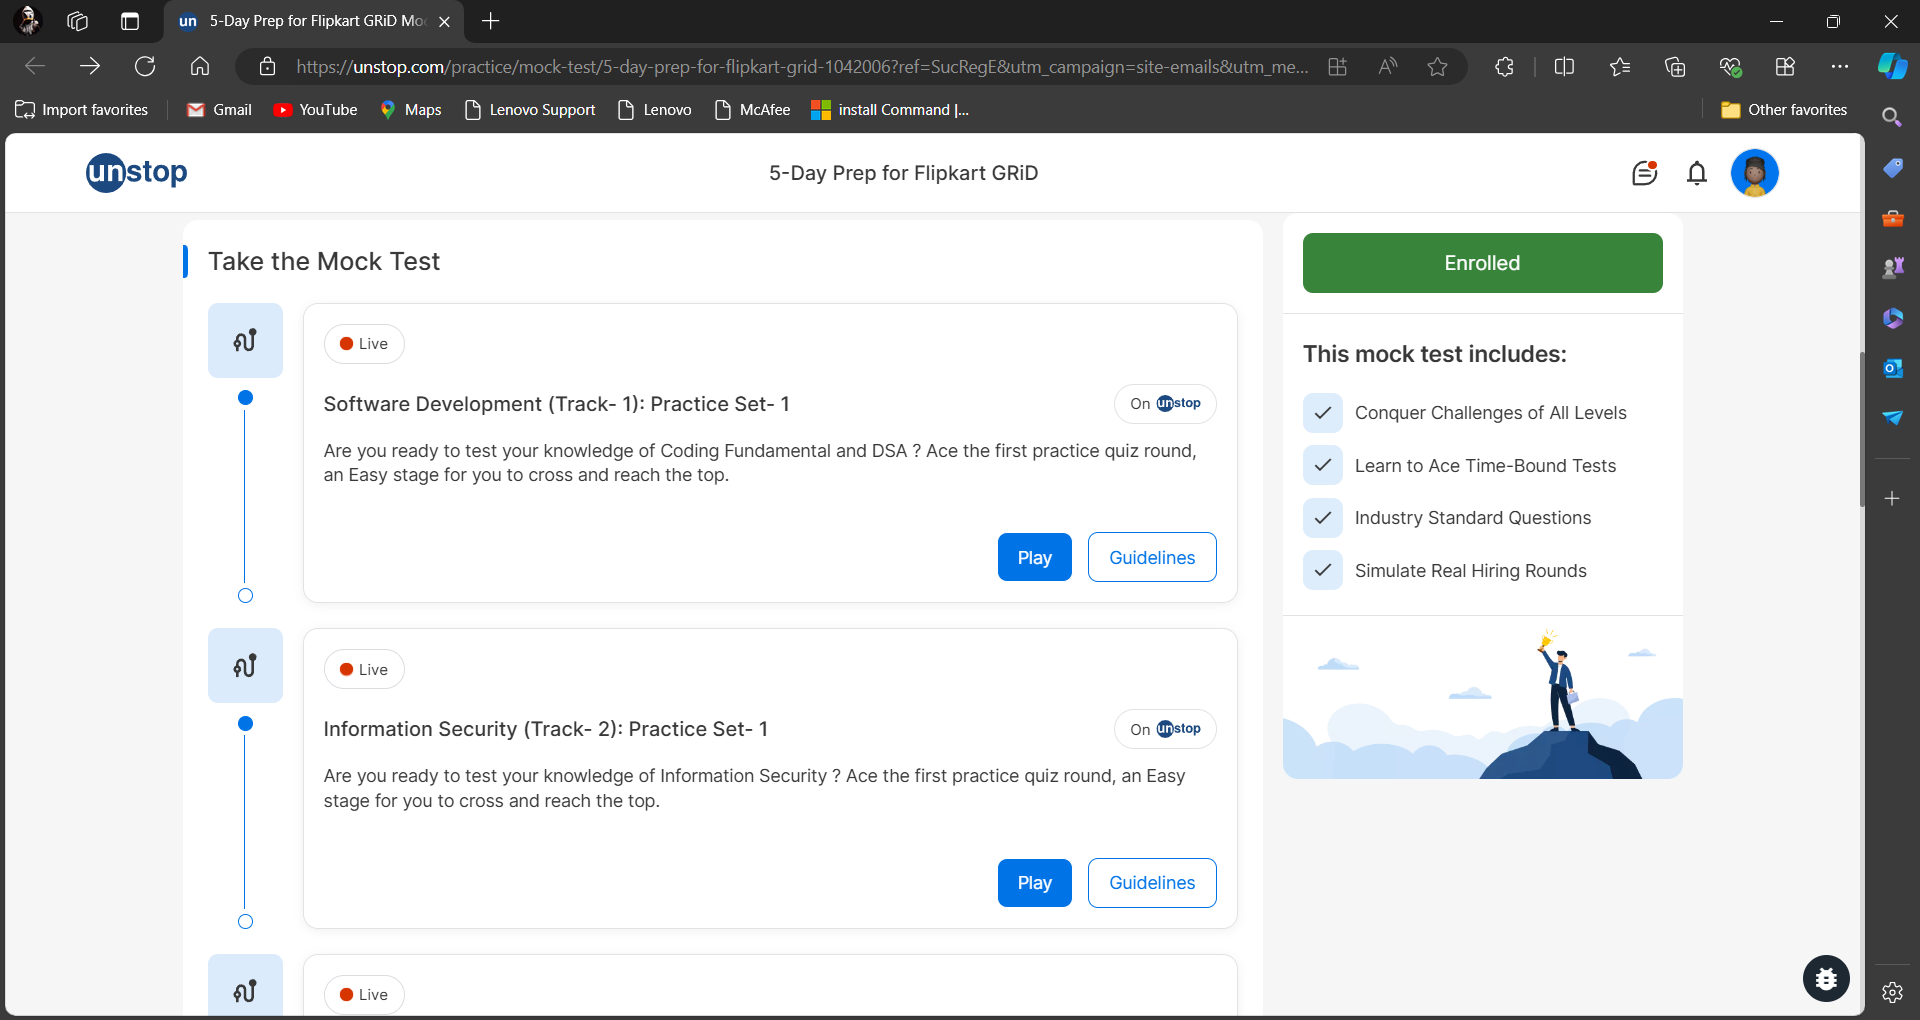 un 5-Day Prep for Flipkart GRiD Mo
https://unstop.com/practice/mock-test/5-day-prep-for-flipkart-grid-1042006?ref=SucRegE&utm_campaign=site-emails&utm_me...
Import favorites Gmail YouTube Maps Lenovo Support Lenovo McAfee install Command |... Other favorites
unstop 5-Day Prep for Flipkart GRiD
Take the Mock Test
Live
Software Development (Track- 1): Practice Set- 1
On unstop
Are you ready to test your knowledge of Coding Fundamental and DSA ? Ace the first practice quiz round,
an Easy stage for you to cross and reach the top.
Play Guidelines
Live
Information Security (Track- 2): Practice Set- 1
On unstop
Are you ready to test your knowledge of Information Security ? Ace the first practice quiz round, an Easy
stage for you to cross and reach the top.
Play Guidelines
Live
Enrolled
This mock test includes:
Conquer Challenges of All Levels
Learn to Ace Time-Bound Tests
Industry Standard Questions
Simulate Real Hiring Rounds